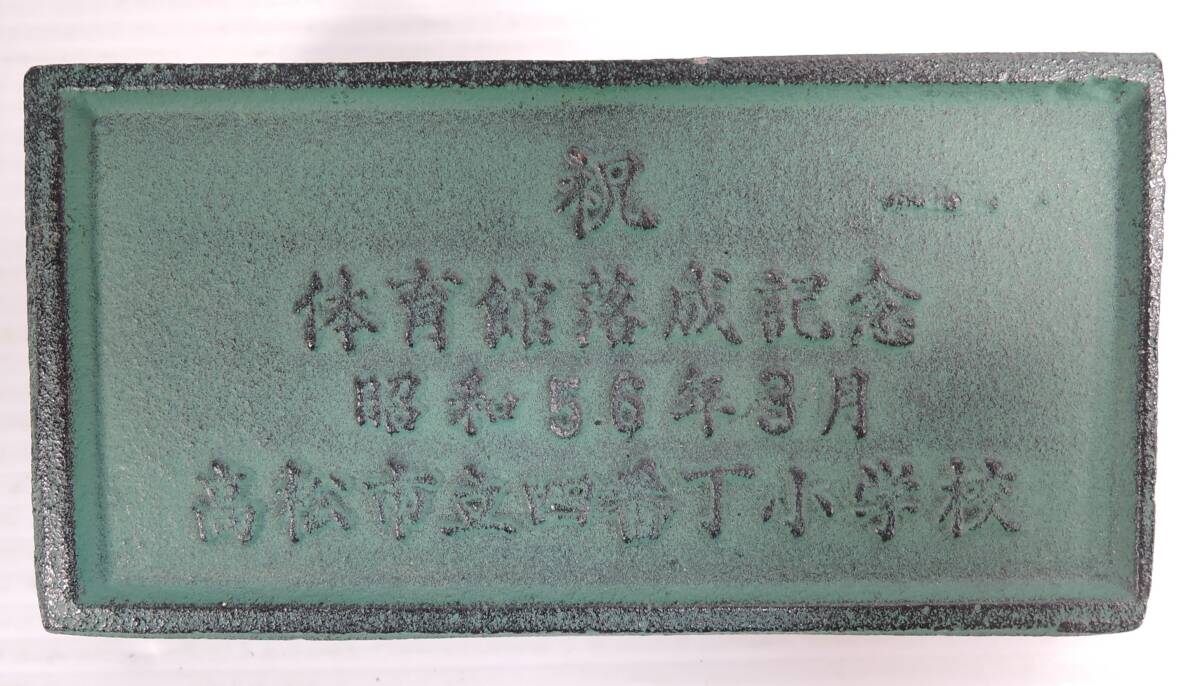 祝
体育館落成記念
昭和56年3月
高松市立四番丁小学校